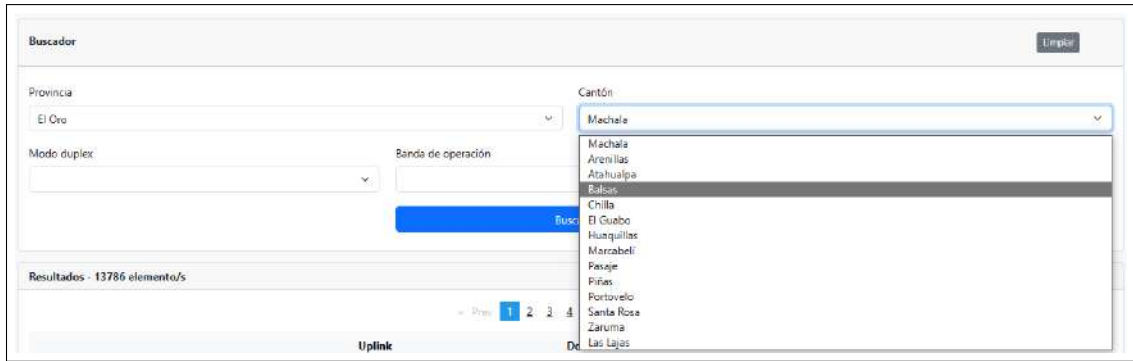 Buscador
Limpiar
Provincia
Cantón
El Oro
Machala
Modo duplex
Banda de operación
Machala
Arenillas
Atahualpa
Balsas
Chilla
El Guabo
Huaquillas
Marcabelí
Pasaje
Piñas
Portovelo
Santa Rosa
Zaruma
Las Lajas
Busc
Resultados - 13786 elemento/s
« Prev 1 2 3 4
Uplink
Do